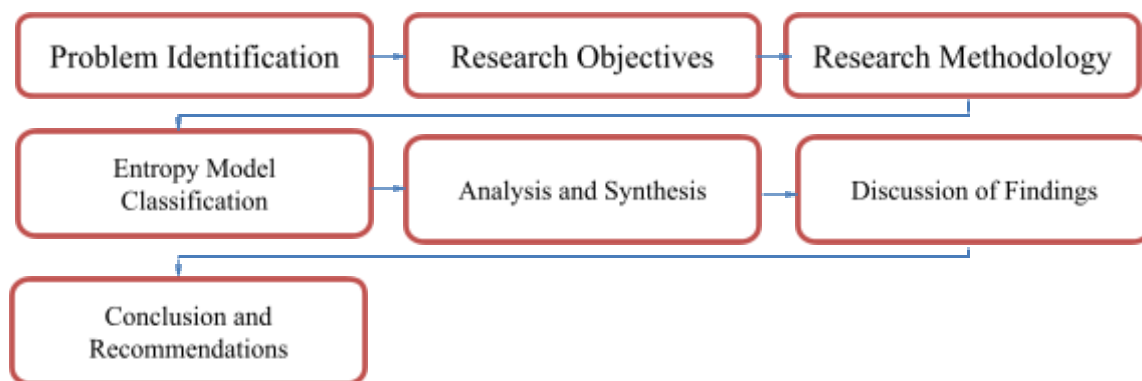 Problem Identification
Research Objectives
Research Methodology
Entropy Model
Classification
Analysis and Synthesis
Discussion of Findings
Conclusion and
Recommendations